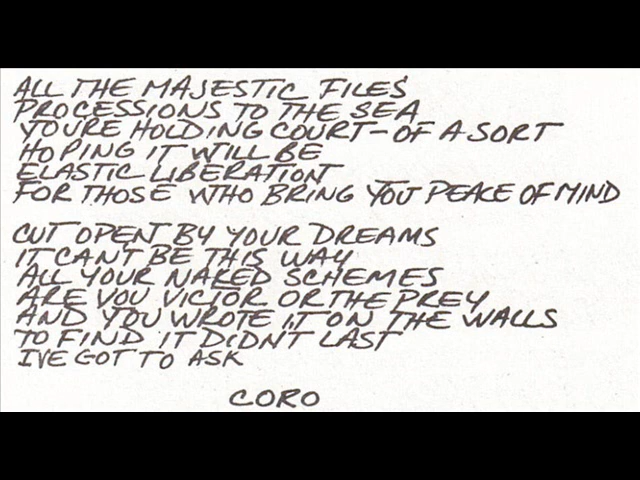 ALL THE MAJESTIC FILES
PROCESSIONS TO THE SEA
YOU'RE HOLDING COURT - OF A SORT
HOPING IT WILL BE
ELASTIC LIBERATION
FOR THOSE WHO BRING YOU PEACE OF MIND
CUT OPEN BY YOUR DREAMS
IT CAN'T BE THIS WAY
ALL YOUR NAKED SCHEMES
ARE YOU VICTOR OR THE PREY
AND YOU WROTE IT ON THE WALLS
TO FIND IT DIDN'T LAST
I'VE GOT TO ASK
CORO